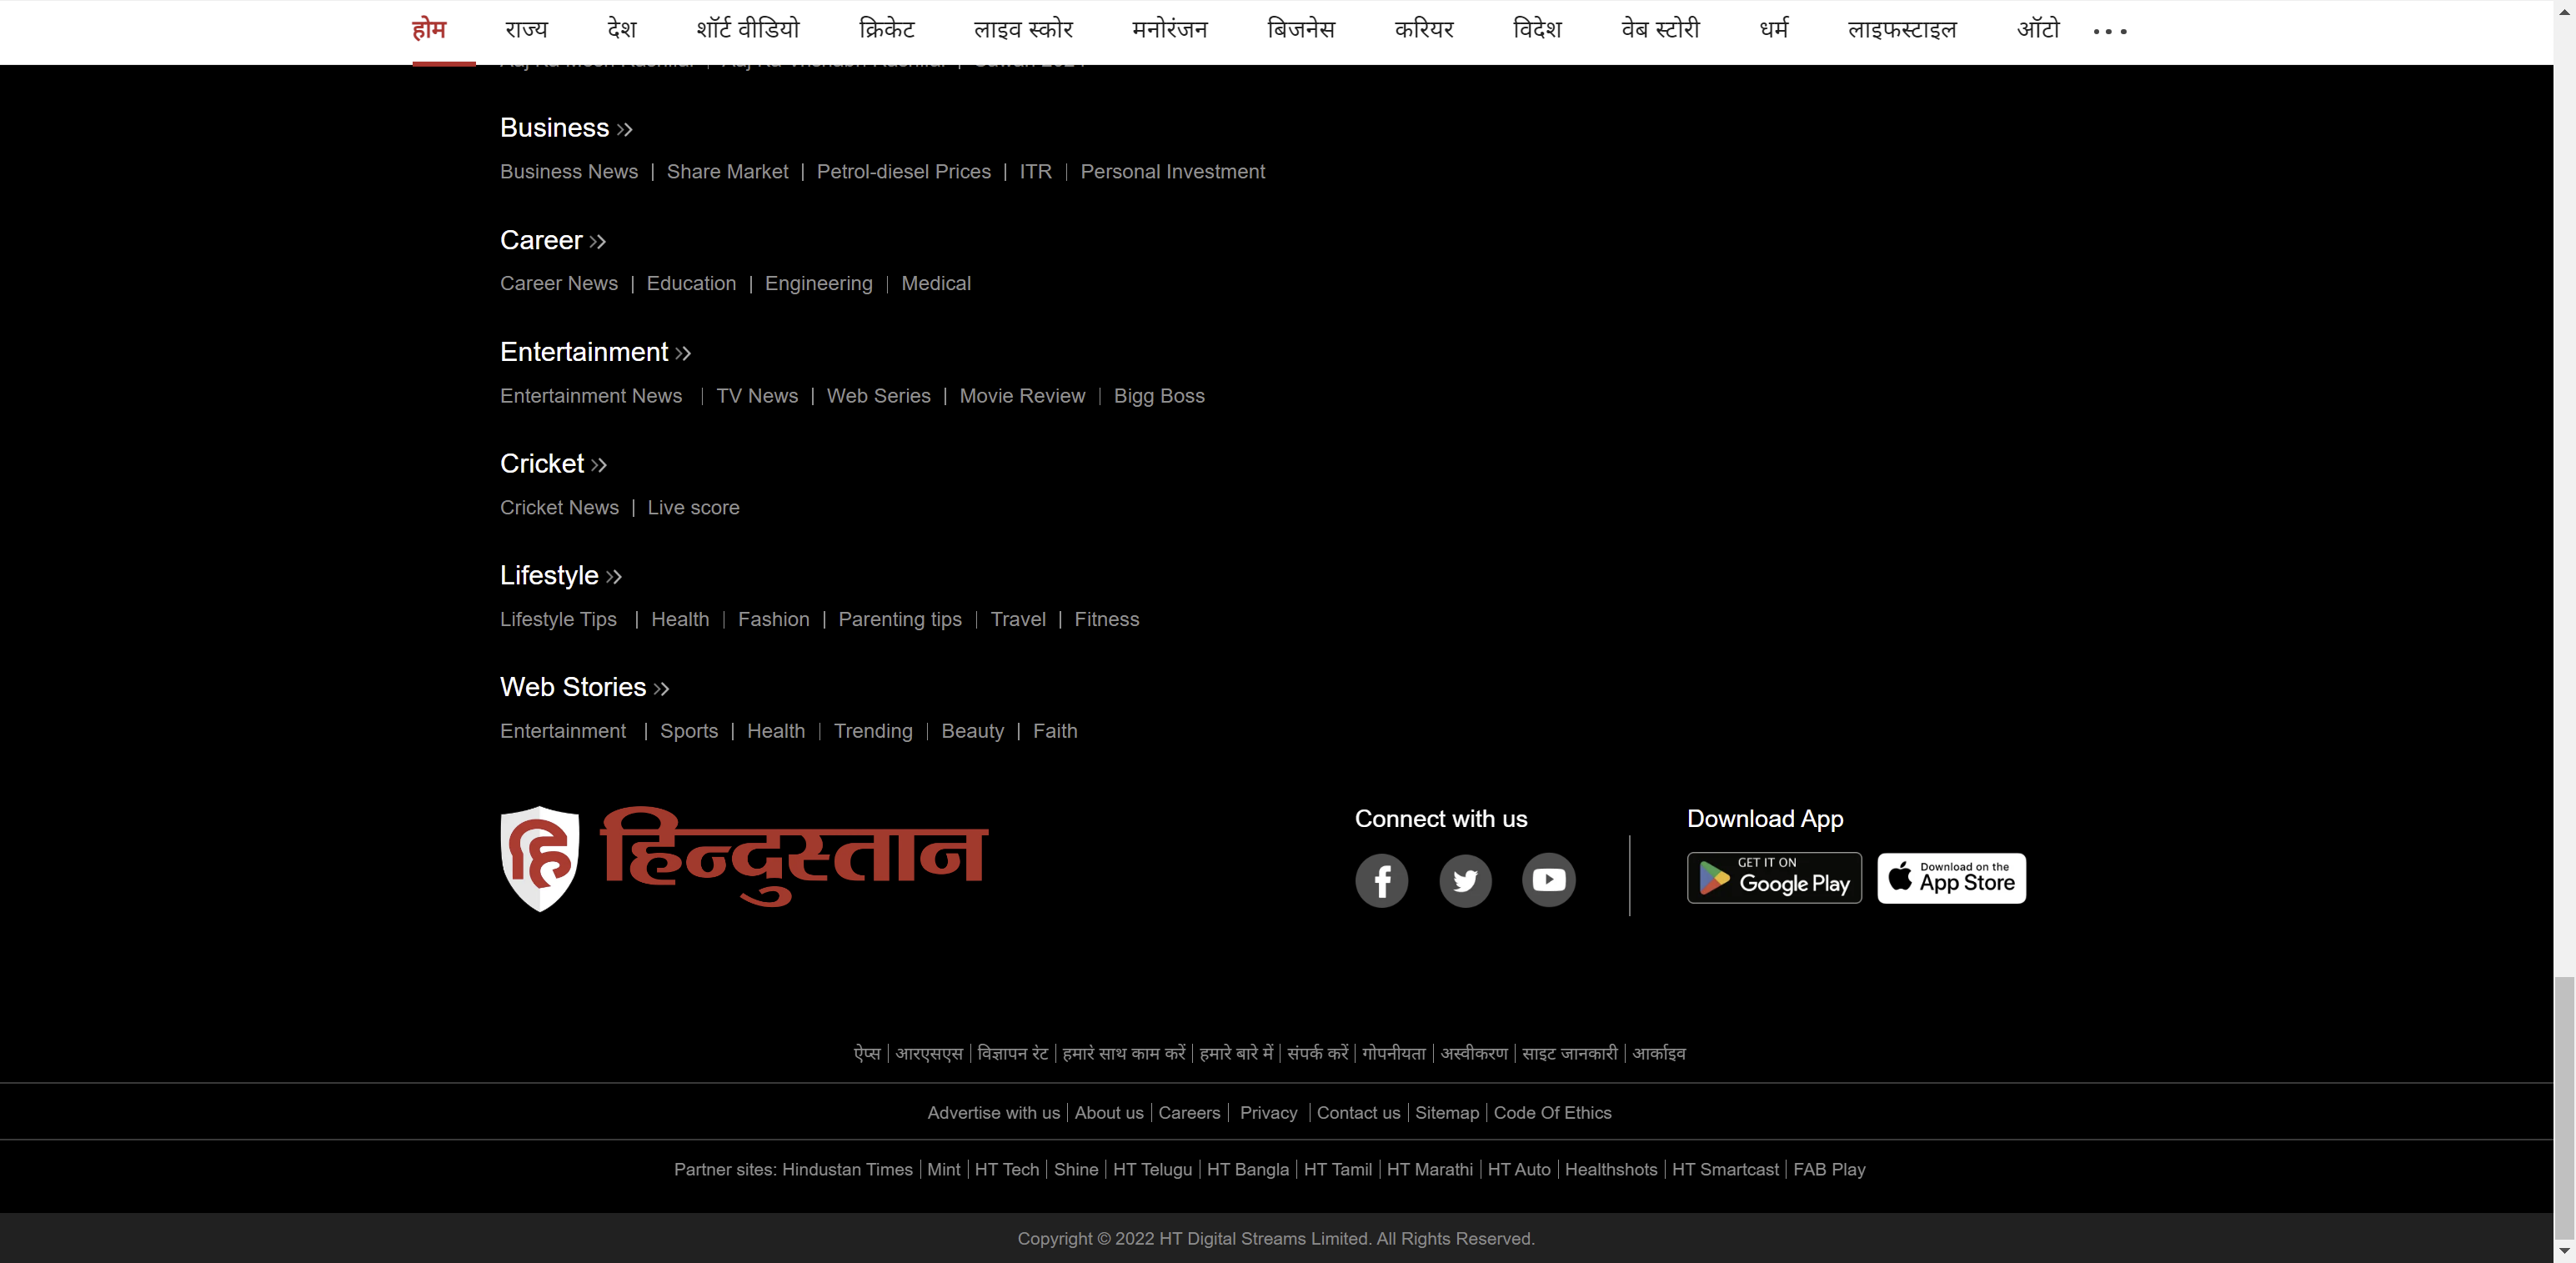 होम राज्य देश शॉर्ट वीडियो क्रिकेट लाइव स्कोर मनोरंजन बिजनेस करियर विदेश वेब स्टोरी धर्म लाइफस्टाइल ऑटो •••
Business »
Business News | Share Market | Petrol-diesel Prices | ITR | Personal Investment
Career »
Career News | Education | Engineering | Medical
Entertainment »
Entertainment News | TV News | Web Series | Movie Review | Bigg Boss
Cricket »
Cricket News | Live score
Lifestyle »
Lifestyle Tips | Health | Fashion | Parenting tips | Travel | Fitness
Web Stories »
Entertainment | Sports | Health | Trending | Beauty | Faith
हि हिन्दुस्तान
Connect with us
Download App
GET IT ON
Google Play
Download on the
App Store
ऐप्स | आरएसएस | विज्ञापन रेट | हमारे साथ काम करें | हमारे बारे में | संपर्क करें | गोपनीयता | अस्वीकरण | साइट जानकारी | आर्काइव
Advertise with us | About us | Careers | Privacy | Contact us | Sitemap | Code Of Ethics
Partner sites: Hindustan Times | Mint | HT Tech | Shine | HT Telugu | HT Bangla | HT Tamil | HT Marathi | HT Auto | Healthshots | HT Smartcast | FAB Play
Copyright © 2022 HT Digital Streams Limited. All Rights Reserved.